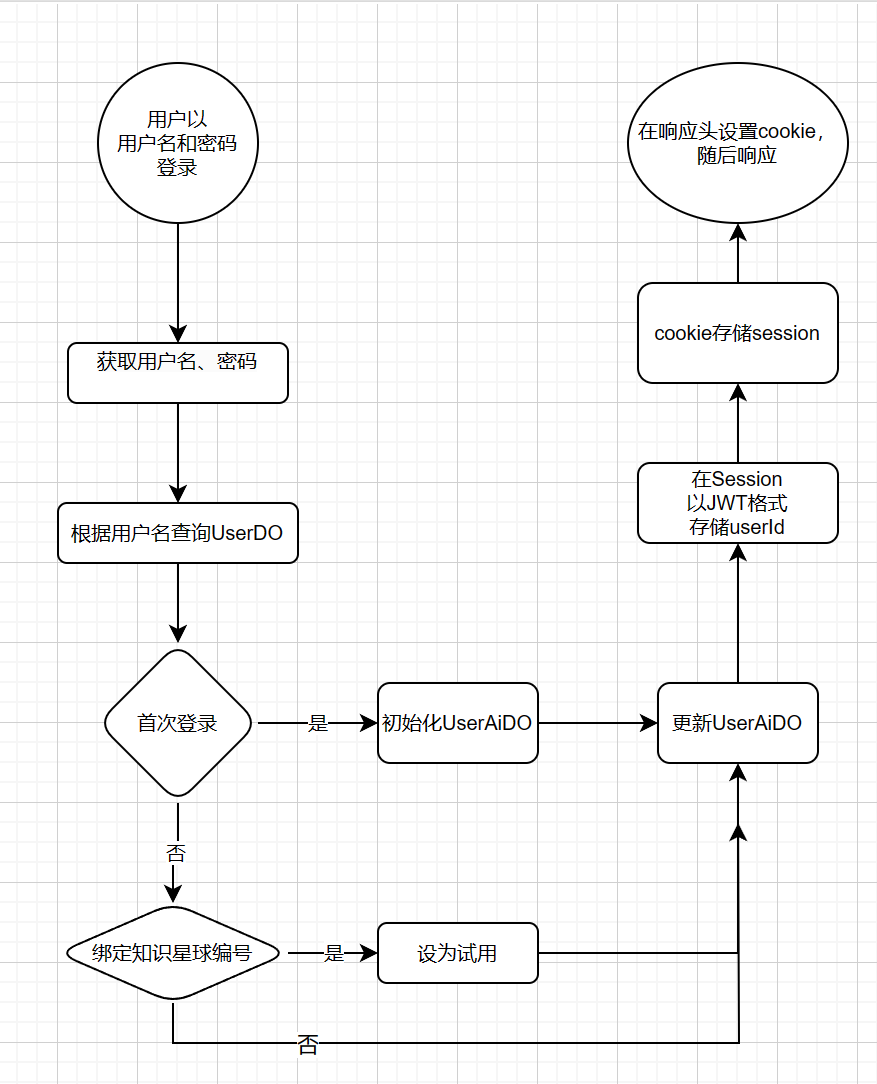 用户以
用户名和密码
登录
获取用户名、密码
根据用户名查询UserDO
首次登录
是
初始化UserAiDO
更新UserAiDO
否
绑定知识星球编号
是
设为试用
否
在Session
以JWT格式
存储userId
cookie存储session
在响应头设置cookie，
随后响应